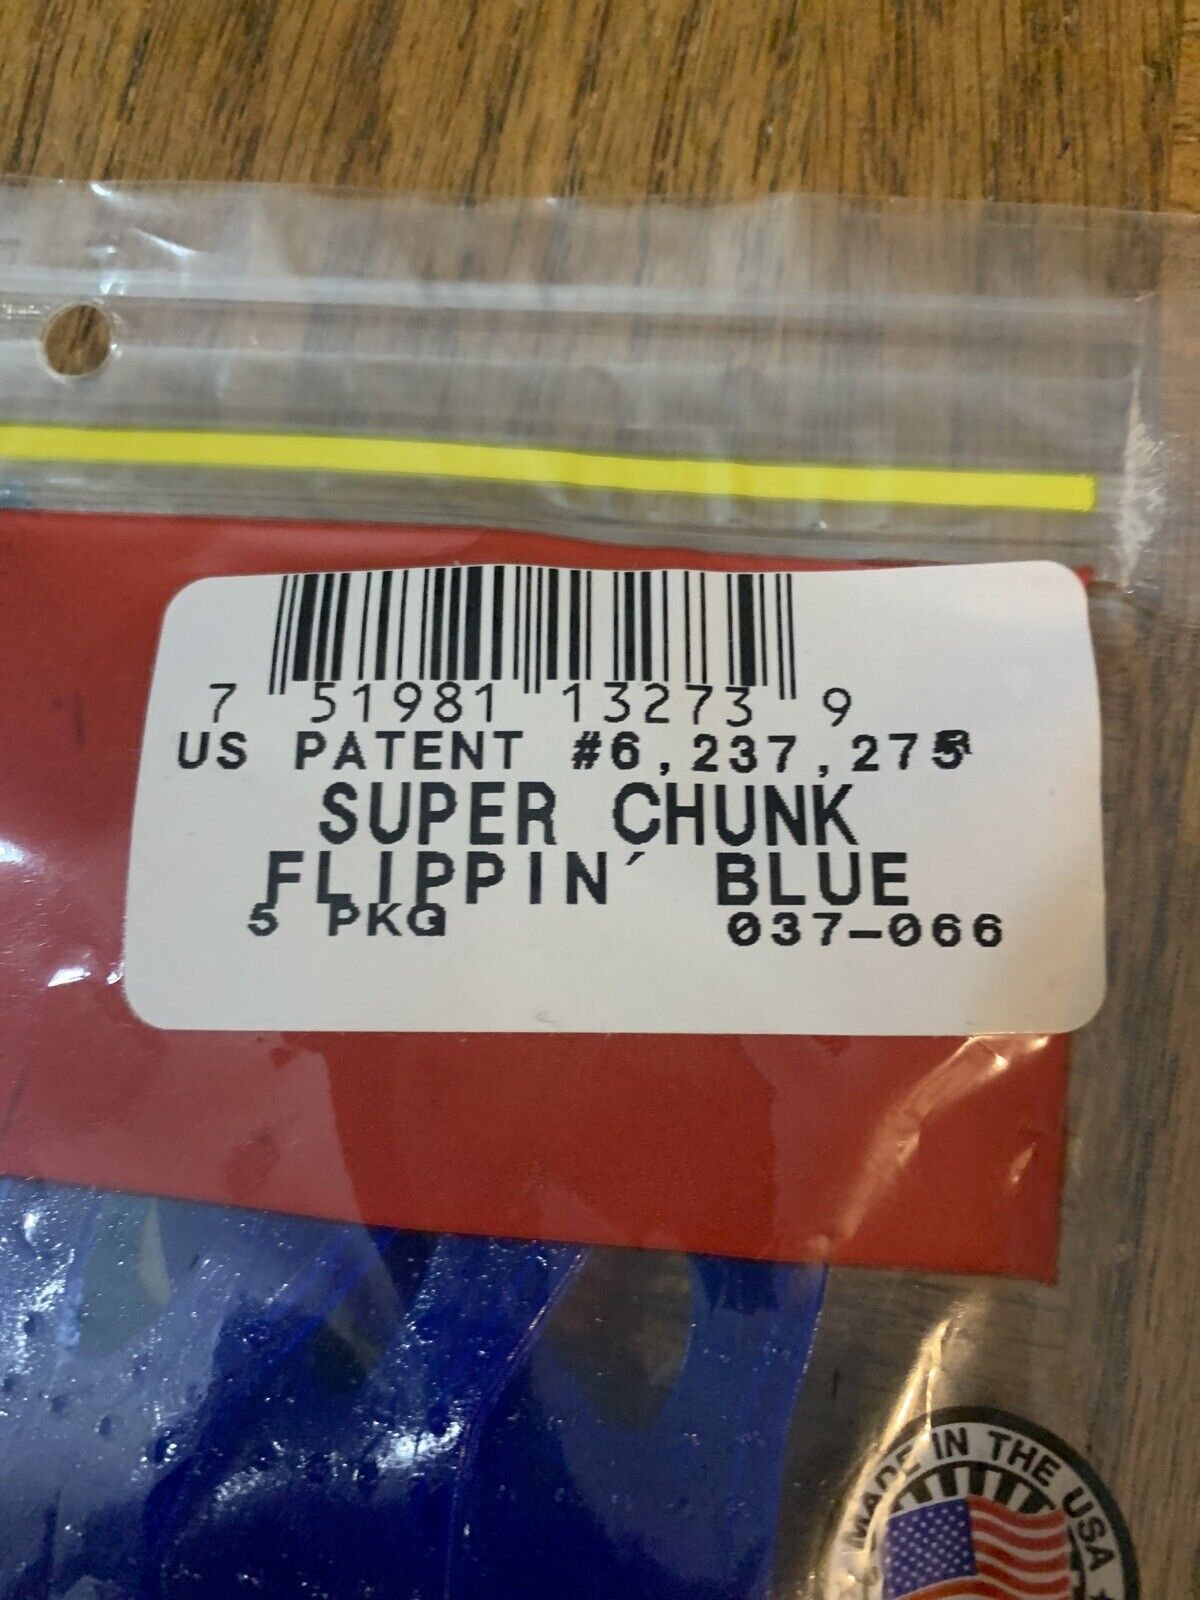 7 51981 13273 9
US PATENT #6,237,275
SUPER CHUNK
FLIPPIN´ BLUE
5 PKG 037-066
MADE IN THE USA